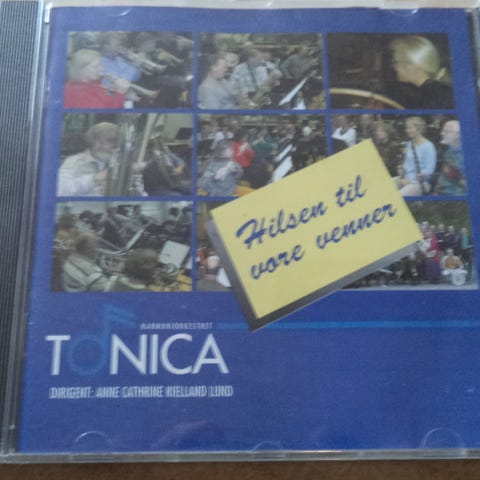 Hilsen til
vore venner
HARMONIORKESTRET
TONICA
DIRIGENT: ANNE CATHRINE KIELLAND LUND